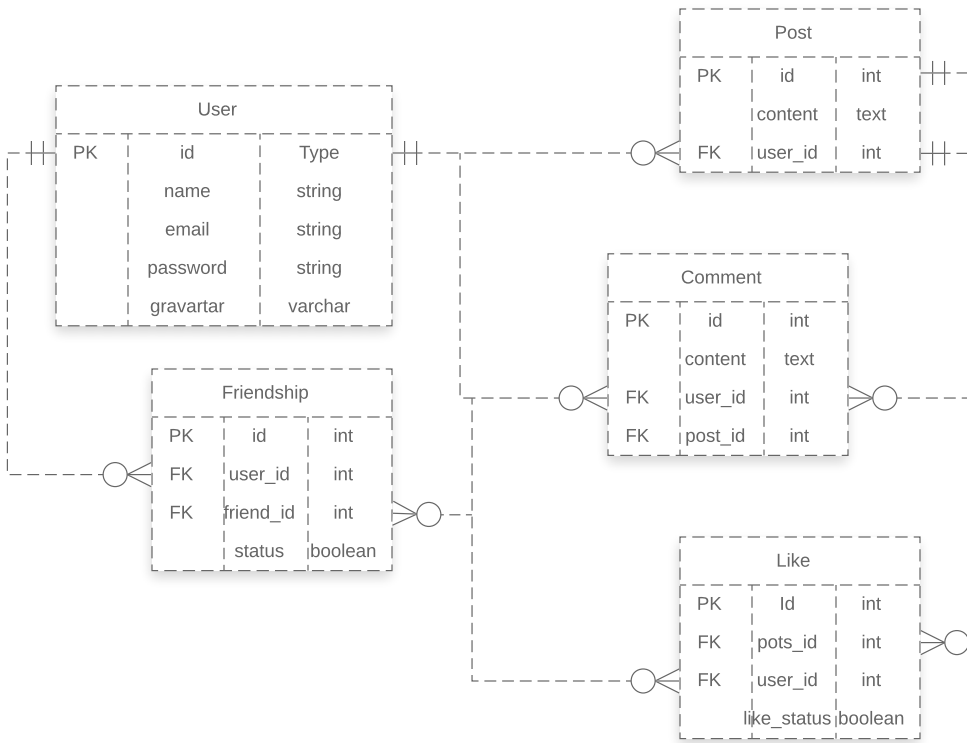 User
PK id Type
name string
email string
password string
gravartar varchar
Post
PK id int
content text
FK user_id int
Comment
PK id int
content text
FK user_id int
FK post_id int
Friendship
PK id int
FK user_id int
FK friend_id int
status boolean
Like
PK Id int
FK pots_id int
FK user_id int
like_status boolean